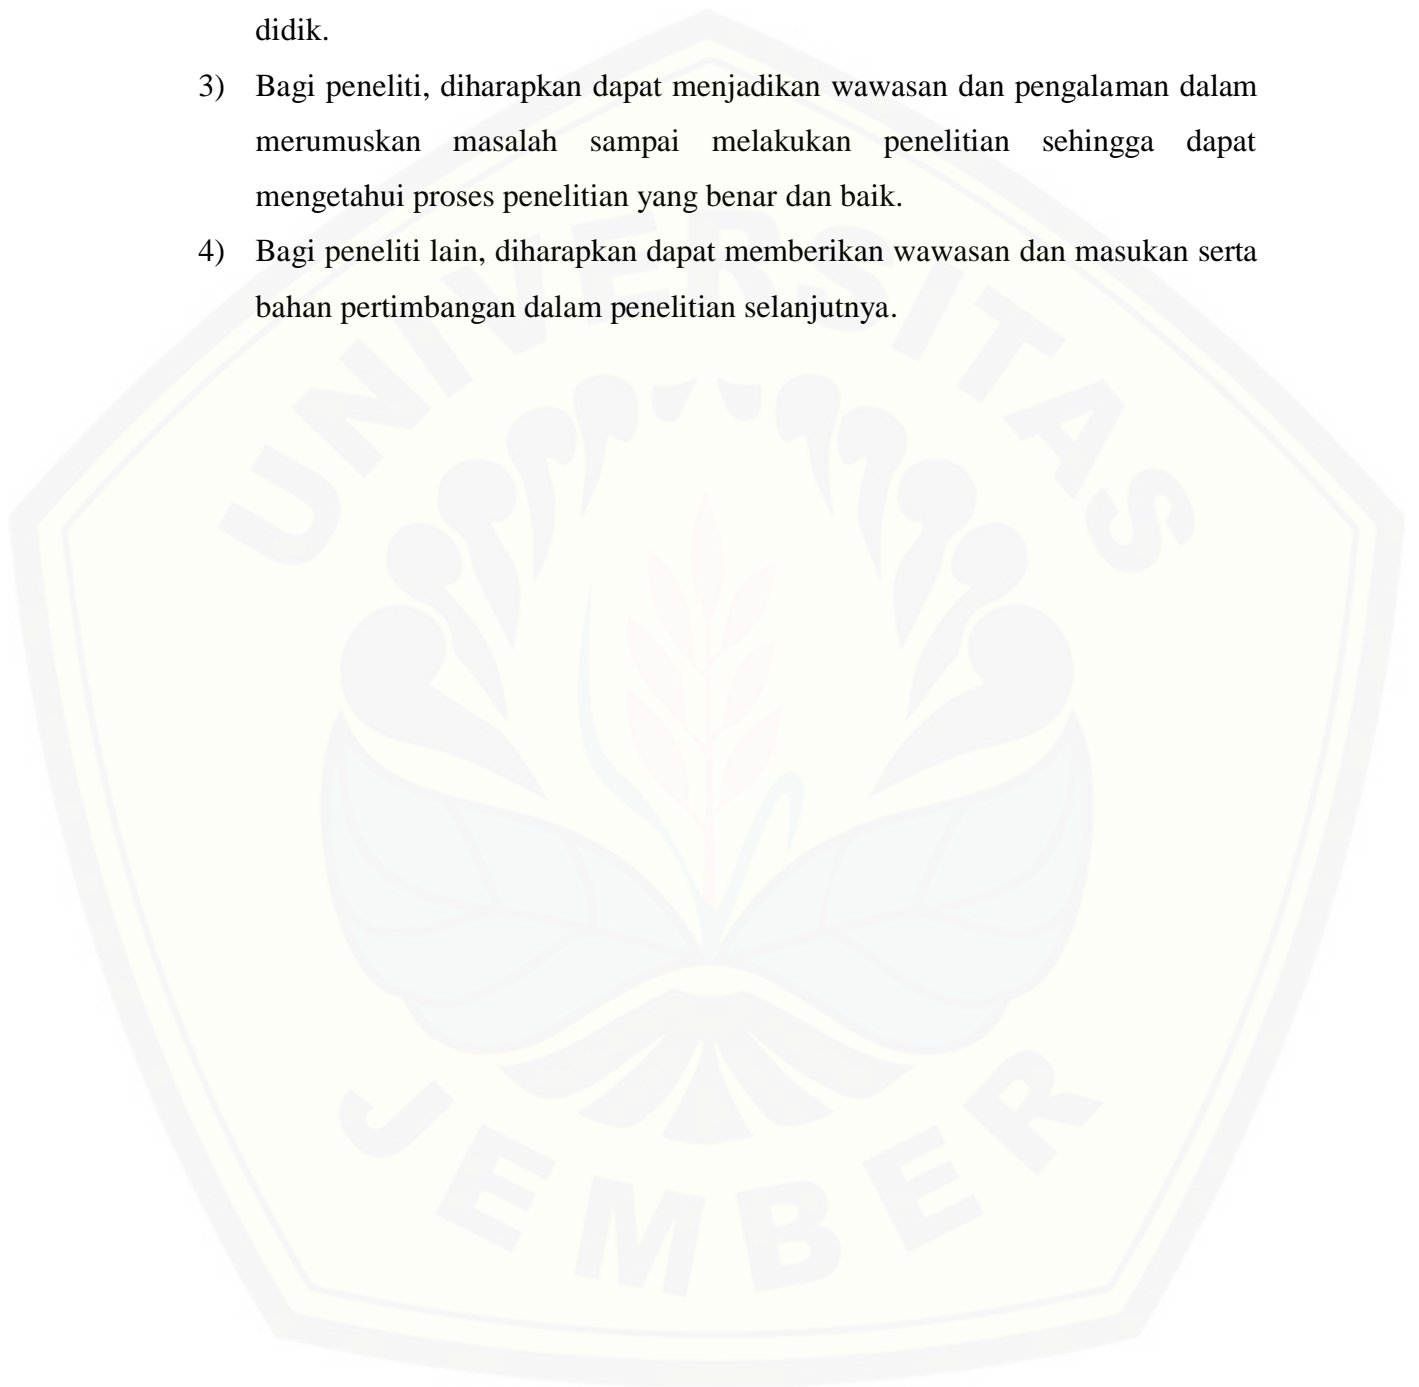 didik.
3) Bagi peneliti, diharapkan dapat menjadikan wawasan dan pengalaman dalam
merumuskan masalah sampai melakukan penelitian sehingga dapat
mengetahui proses penelitian yang benar dan baik.
4) Bagi peneliti lain, diharapkan dapat memberikan wawasan dan masukan serta
bahan pertimbangan dalam penelitian selanjutnya.
UNIVERSITAS
JEMBER